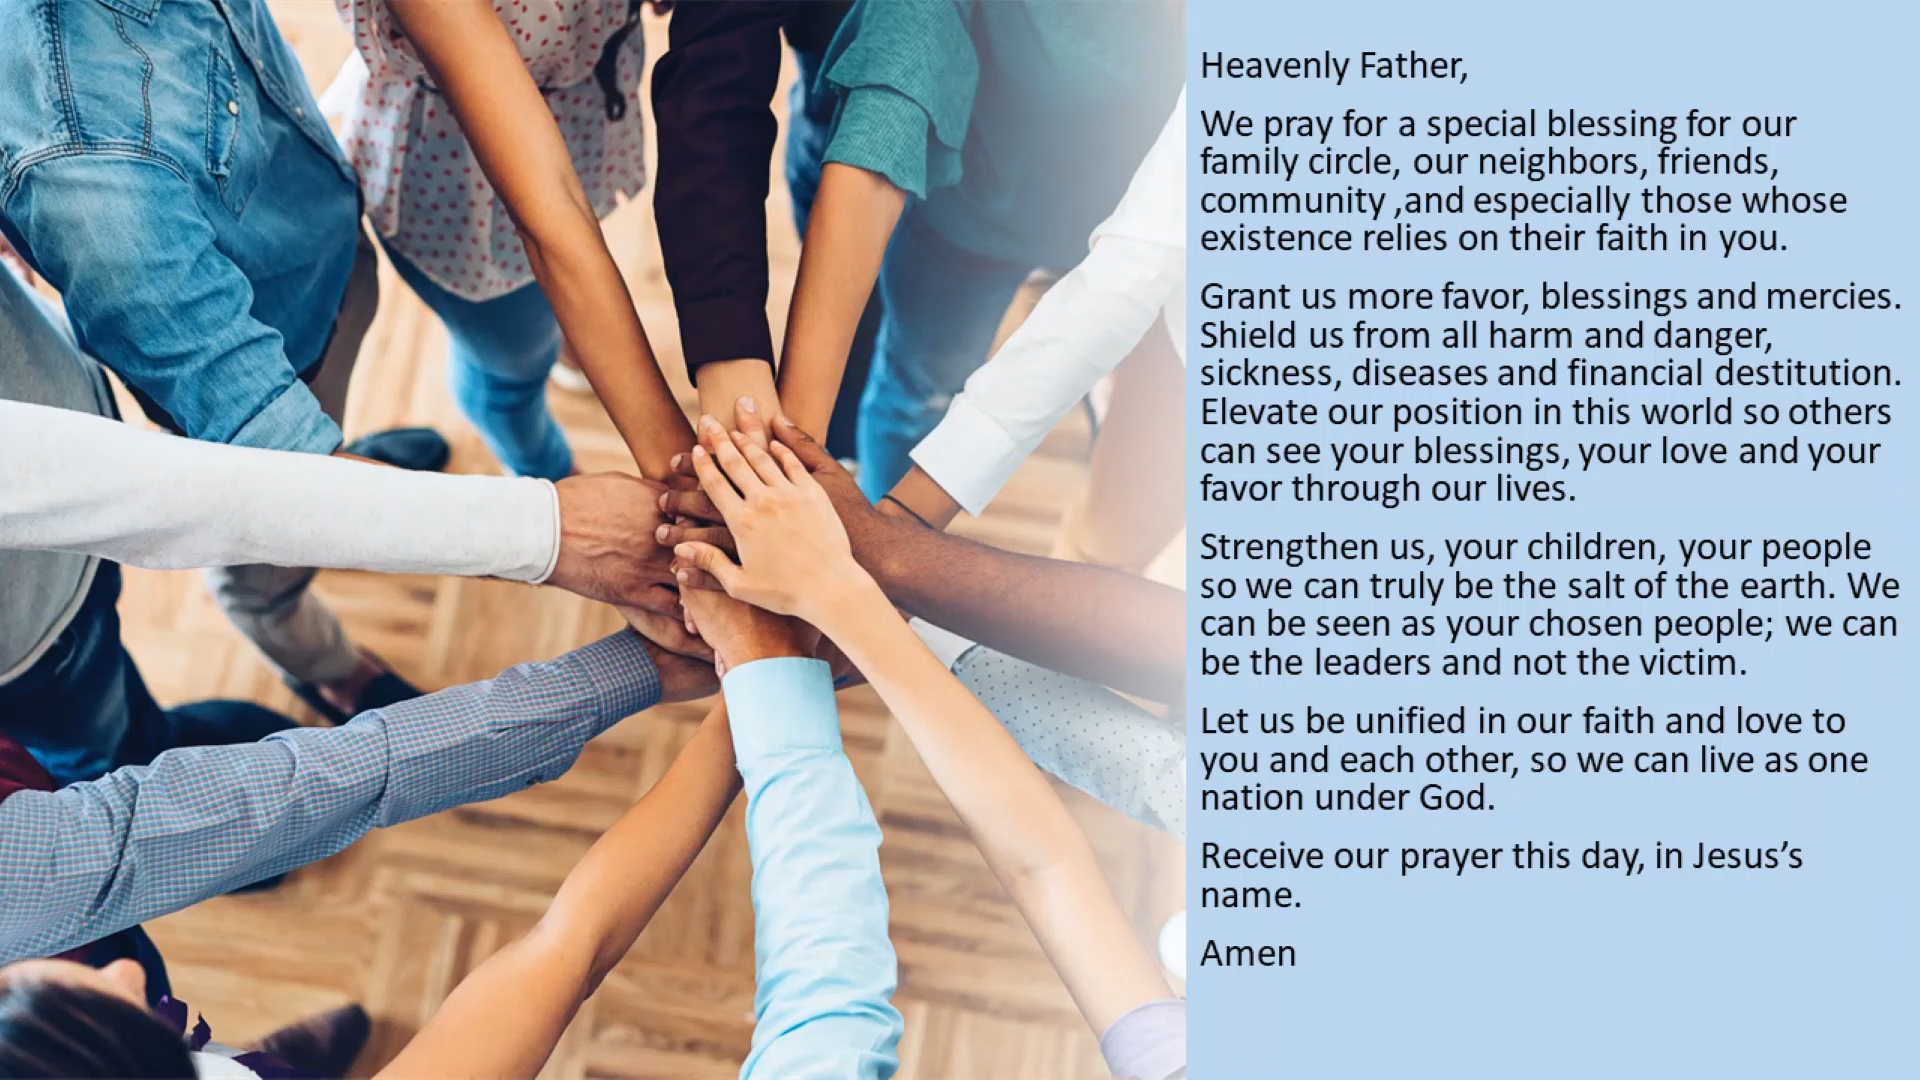 Heavenly Father,
We pray for a special blessing for our
family circle, our neighbors, friends,
community ,and especially those whose
existence relies on their faith in you.
Grant us more favor, blessings and mercies.
Shield us from all harm and danger,
sickness, diseases and financial destitution.
Elevate our position in this world so others
can see your blessings, your love and your
favor through our lives.
Strengthen us, your children, your people
so we can truly be the salt of the earth. We
can be seen as your chosen people; we can
be the leaders and not the victim.
Let us be unified in our faith and love to
you and each other, so we can live as one
nation under God.
Receive our prayer this day, in Jesus’s
name.
Amen